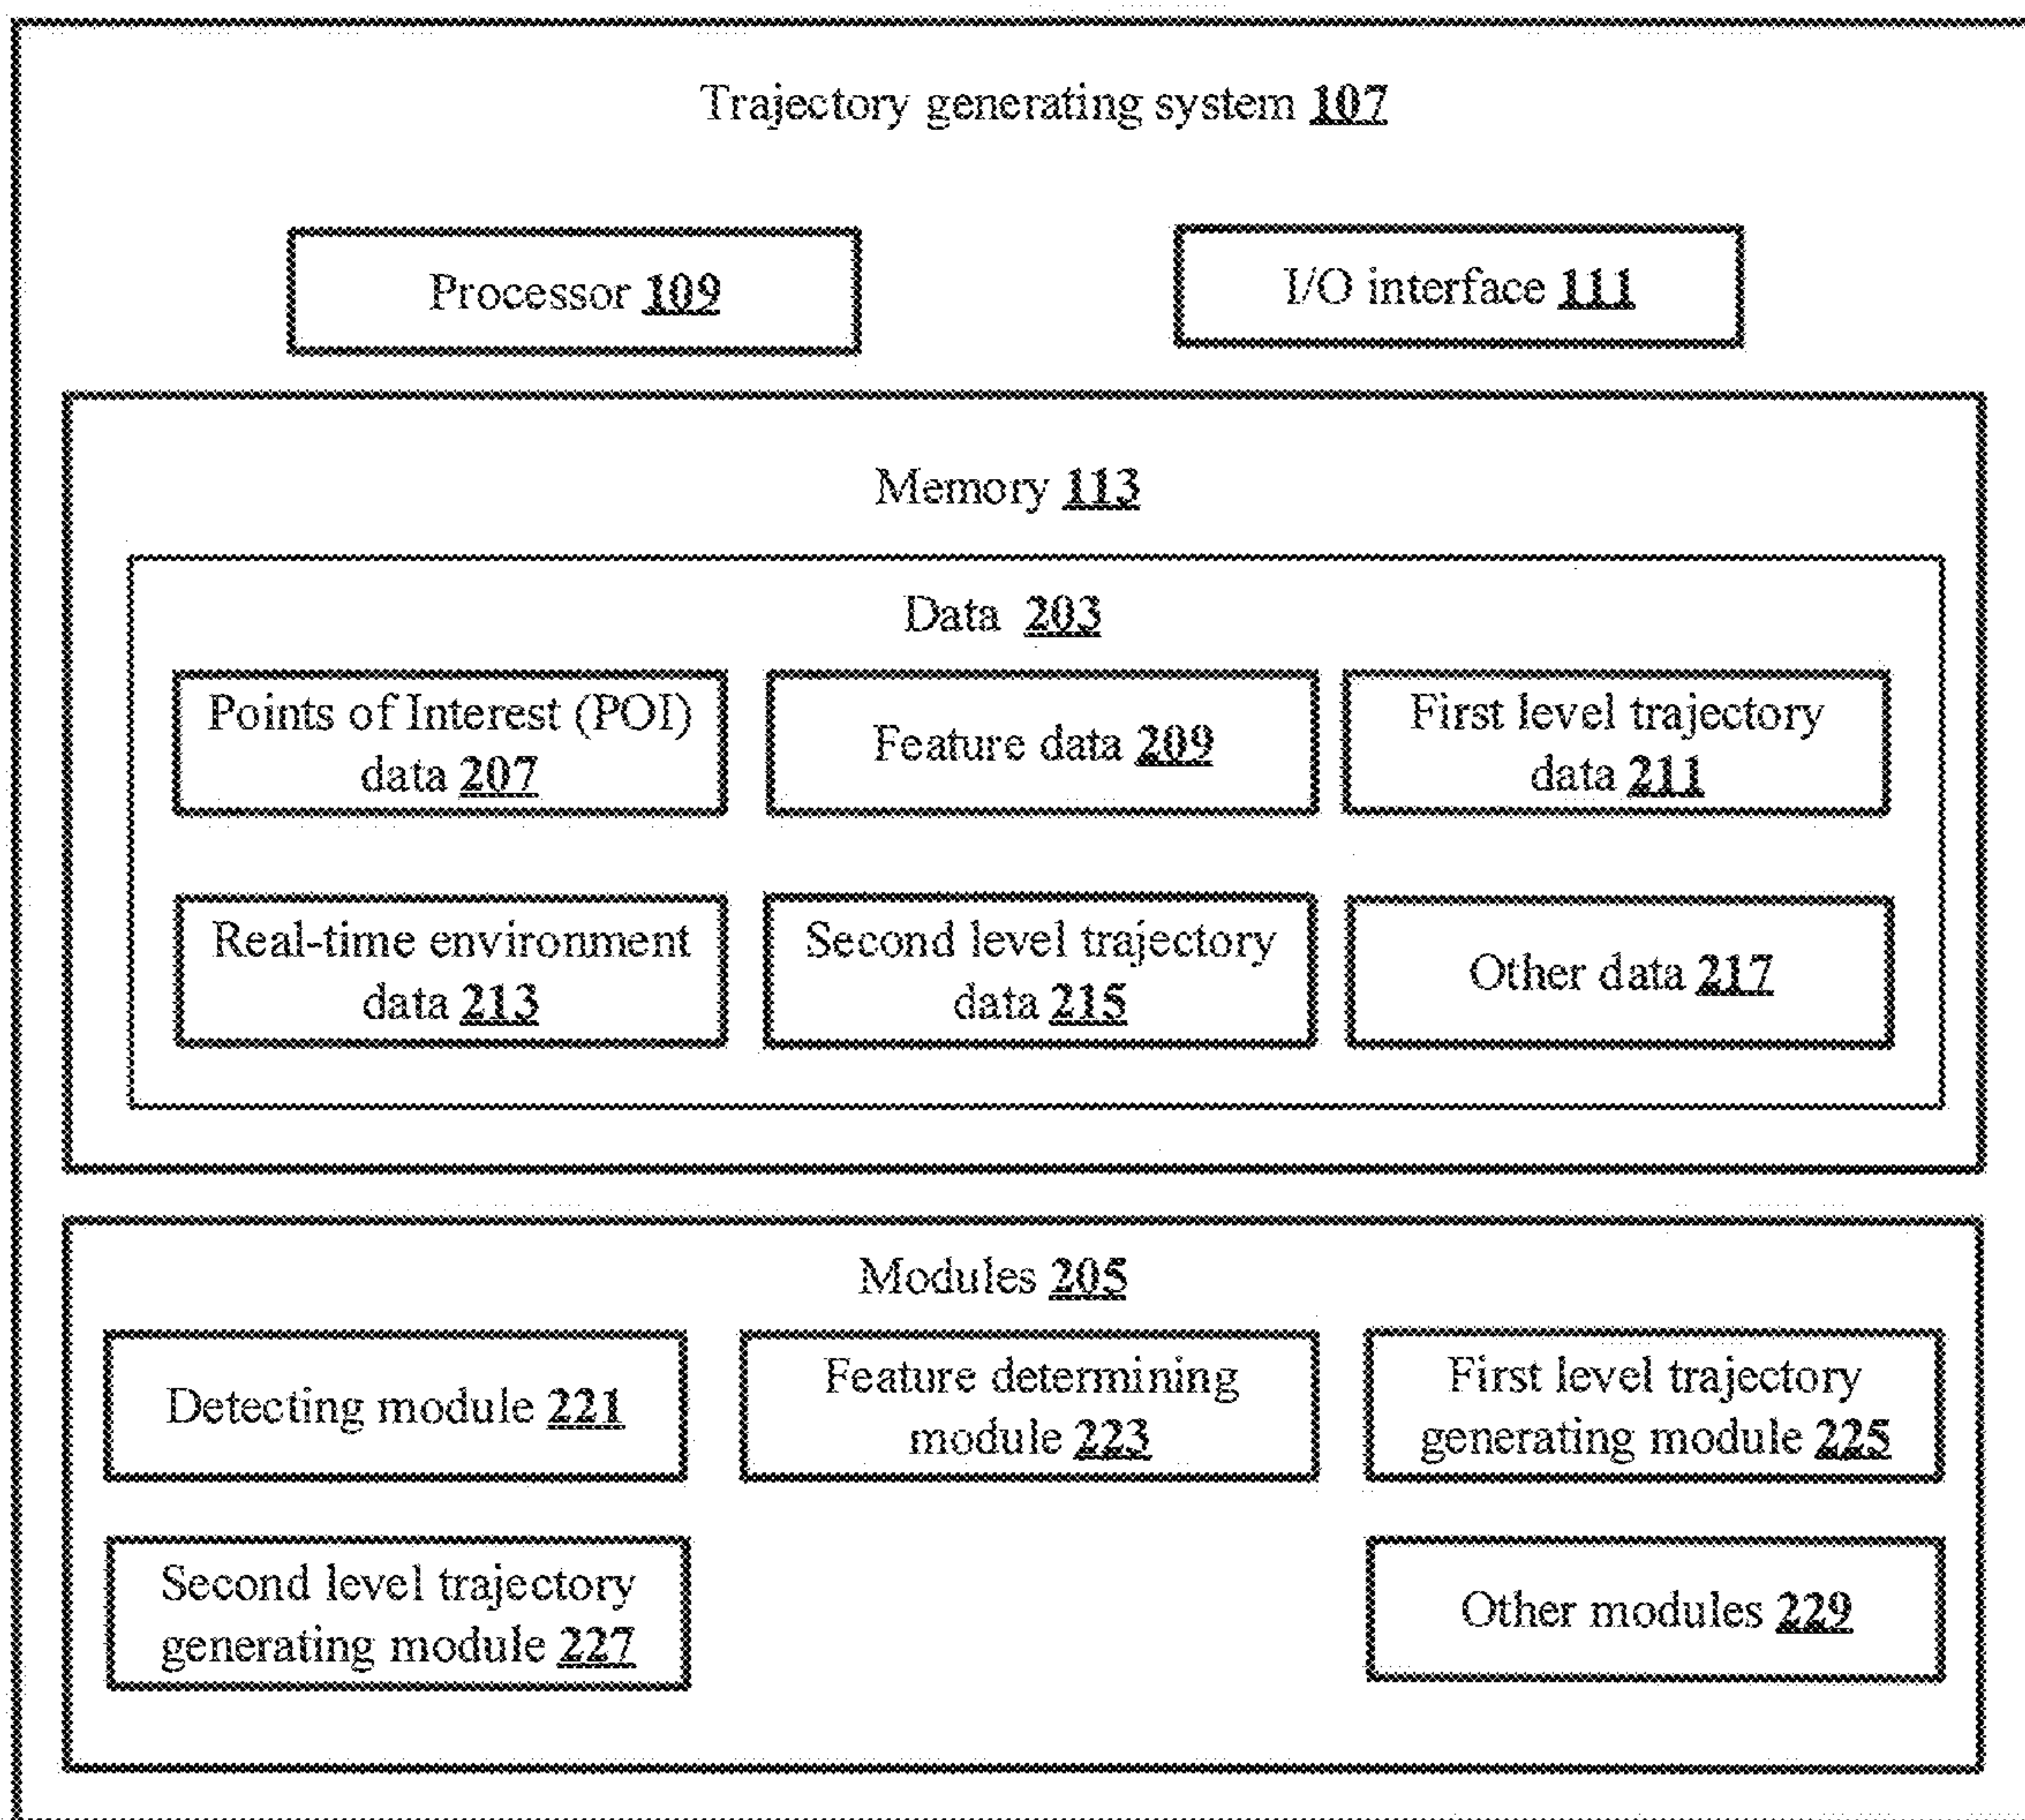 Trajectory generating system 107
Processor 109
I/O interface 111
Memory 113
Data 203
Points of Interest (POI)
data 207
Feature data 209
First level trajectory
data 211
Real-time environment
data 213
Second level trajectory
data 215
Other data 217
Modules 205
Detecting module 221
Feature determining
module 223
First level trajectory
generating module 225
Second level trajectory
generating module 227
Other modules 229